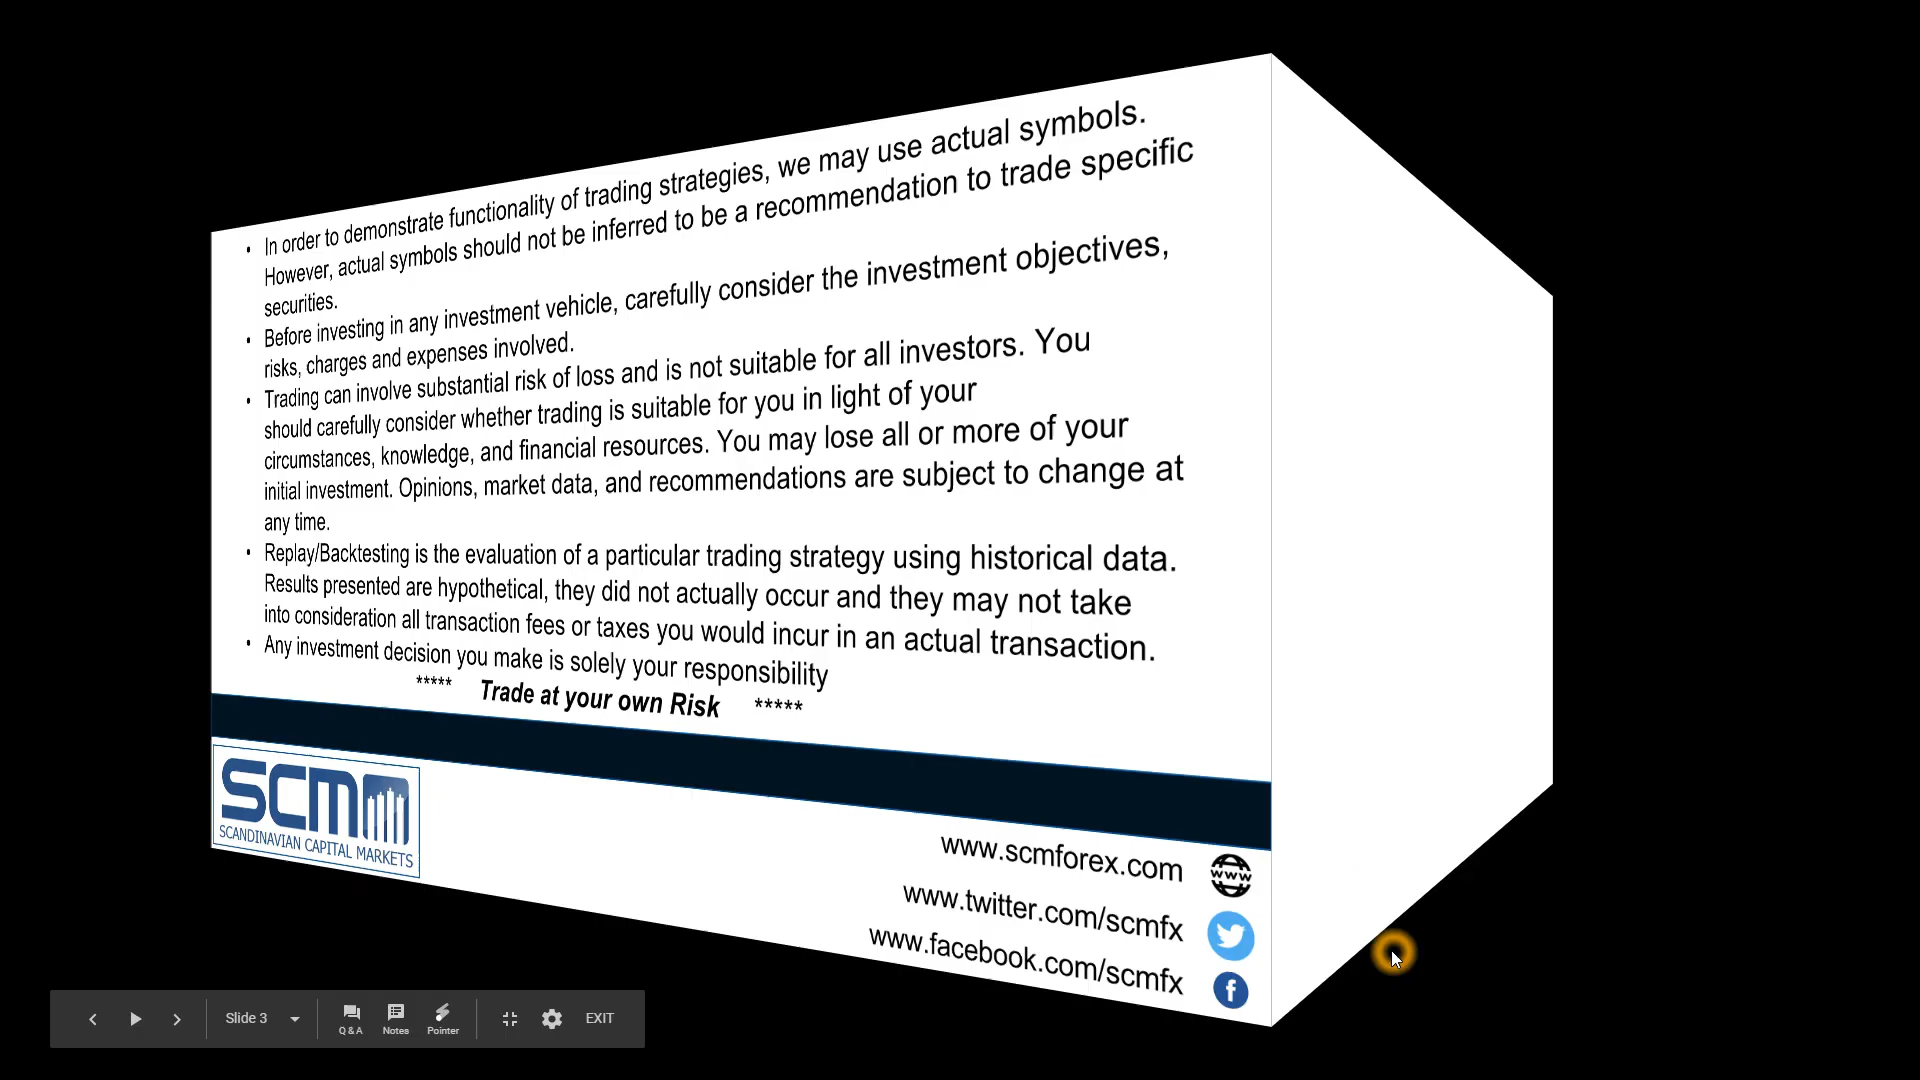 • In order to demonstrate functionality of trading strategies, we may use actual symbols.
However, actual symbols should not be inferred to be a recommendation to trade specific
securities.
• Before investing in any investment vehicle, carefully consider the investment objectives,
risks, charges and expenses involved.
• Trading can involve substantial risk of loss and is not suitable for all investors. You
should carefully consider whether trading is suitable for you in light of your
circumstances, knowledge, and financial resources. You may lose all or more of your
initial investment. Opinions, market data, and recommendations are subject to change at
any time.
• Replay/Backtesting is the evaluation of a particular trading strategy using historical data.
Results presented are hypothetical, they did not actually occur and they may not take
into consideration all transaction fees or taxes you would incur in an actual transaction.
• Any investment decision you make is solely your responsibility
***** Trade at your own Risk *****
SCM
SCANDINAVIAN CAPITAL MARKETS
www.scmforex.com
www
www.twitter.com/scmfx
www.facebook.com/scmfx
f
Slide 3
Q & A
Notes
Pointer
EXIT